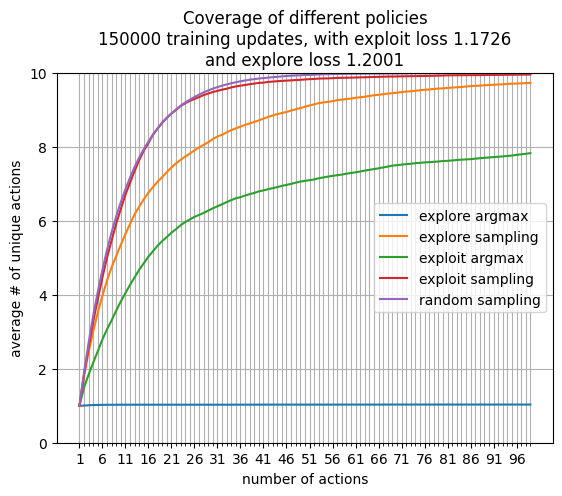 Coverage of different policies
150000 training updates, with exploit loss 1.1726
and explore loss 1.2001
10
8
6
4
2
0
average # of unique actions
explore argmax
explore sampling
exploit argmax
exploit sampling
random sampling
1 6 11 16 21 26 31 36 41 46 51 56 61 66 71 76 81 86 91 96
number of actions